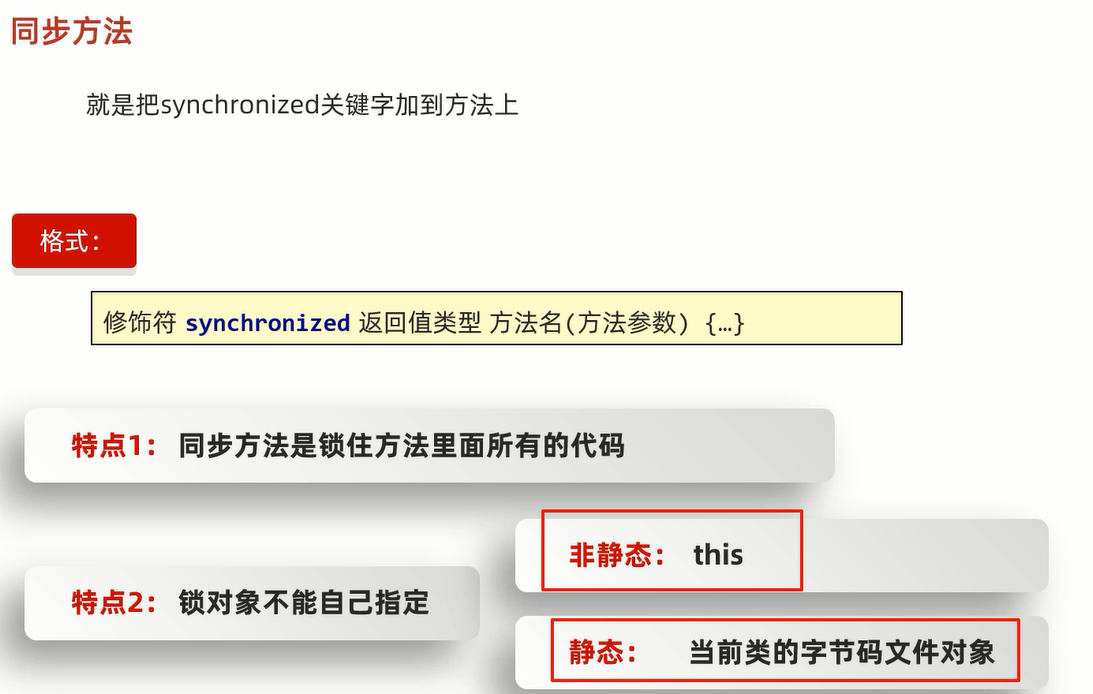 同步方法
就是把synchronized关键字加到方法上
格式：
修饰符 synchronized 返回值类型 方法名(方法参数) {…}
特点1： 同步方法是锁住方法里面所有的代码
特点2： 锁对象不能自己指定
非静态： this
静态： 当前类的字节码文件对象